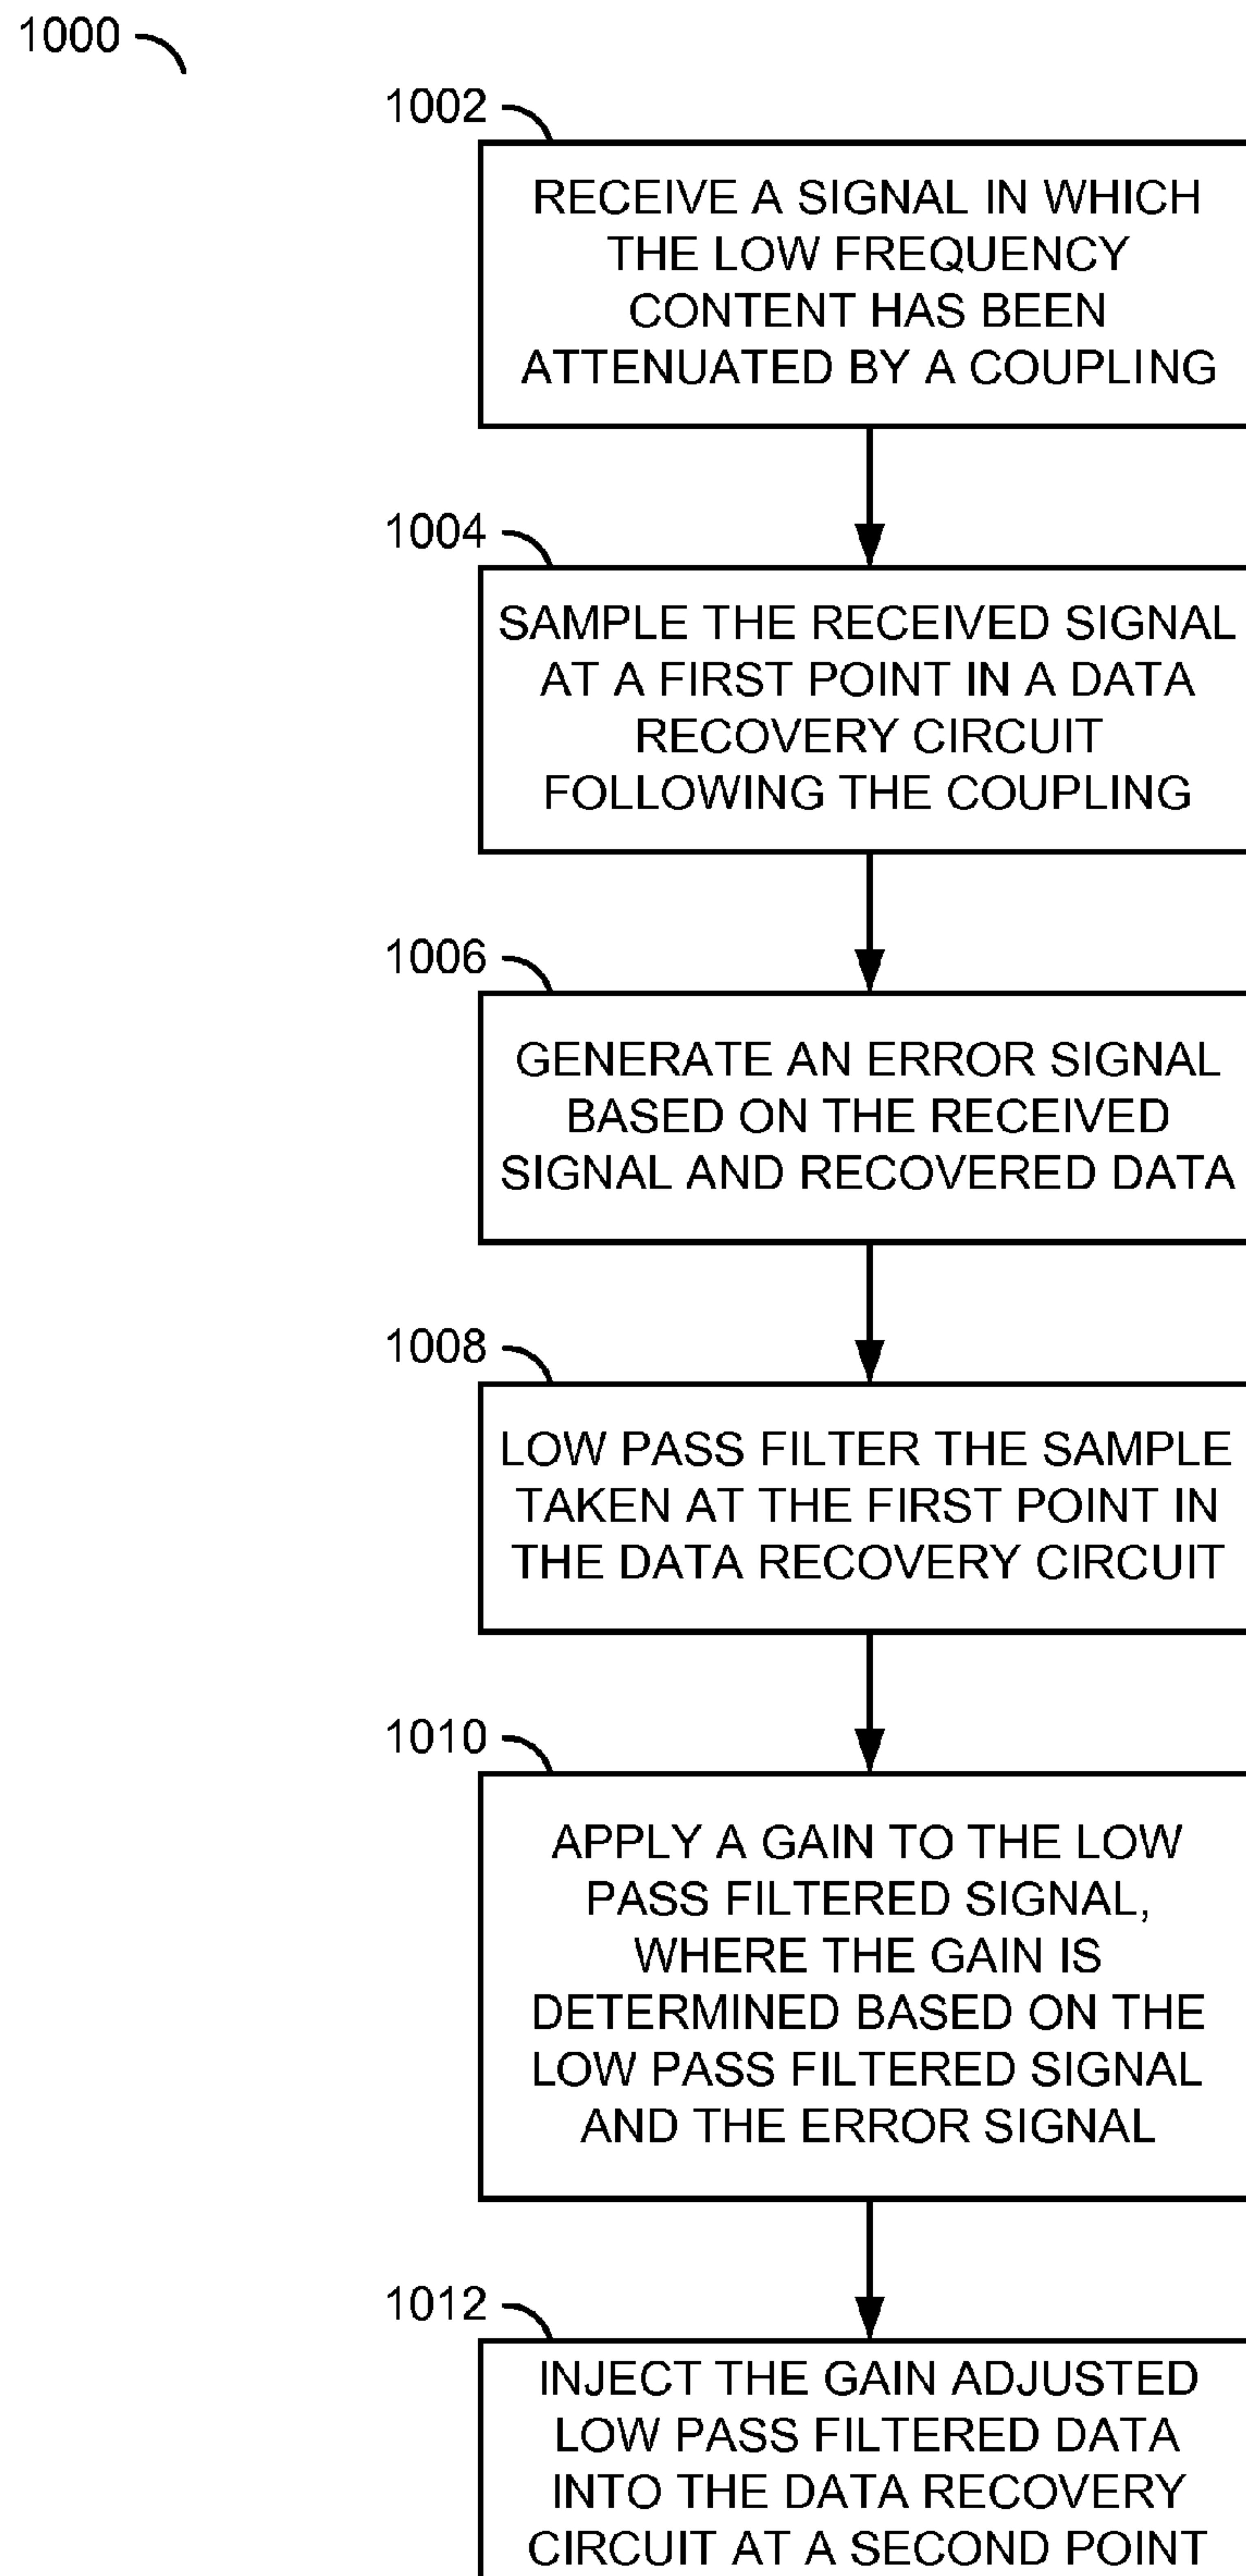 1000
1002
RECEIVE A SIGNAL IN WHICH
THE LOW FREQUENCY
CONTENT HAS BEEN
ATTENUATED BY A COUPLING
1004
SAMPLE THE RECEIVED SIGNAL
AT A FIRST POINT IN A DATA
RECOVERY CIRCUIT
FOLLOWING THE COUPLING
1006
GENERATE AN ERROR SIGNAL
BASED ON THE RECEIVED
SIGNAL AND RECOVERED DATA
1008
LOW PASS FILTER THE SAMPLE
TAKEN AT THE FIRST POINT IN
THE DATA RECOVERY CIRCUIT
1010
APPLY A GAIN TO THE LOW
PASS FILTERED SIGNAL,
WHERE THE GAIN IS
DETERMINED BASED ON THE
LOW PASS FILTERED SIGNAL
AND THE ERROR SIGNAL
1012
INJECT THE GAIN ADJUSTED
LOW PASS FILTERED DATA
INTO THE DATA RECOVERY
CIRCUIT AT A SECOND POINT